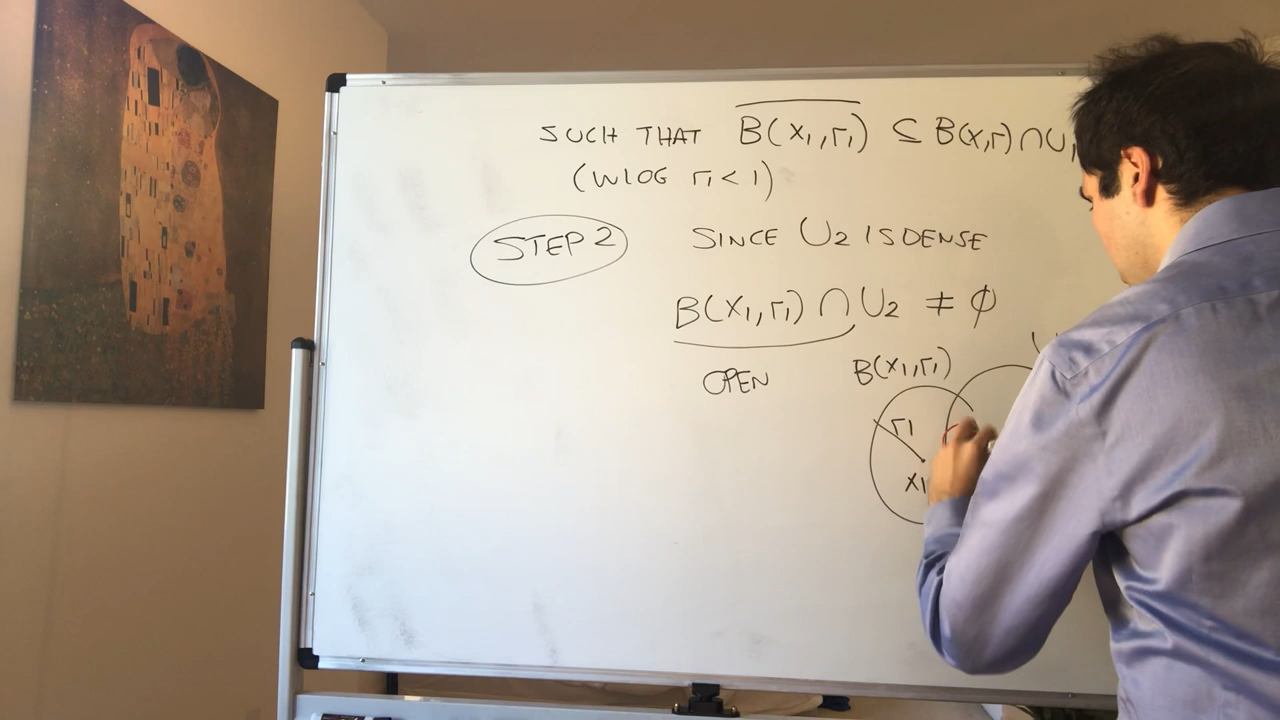 SUCH THAT B(X₁,r₁) ⊆ B(X,r)∩U₁
(WLOG r₁ < 1)
STEP 2 SINCE U₂ IS DENSE
B(X₁,r₁) ∩ U₂ ≠ ∅
OPEN B(X₁,r₁)
r₁
X₁